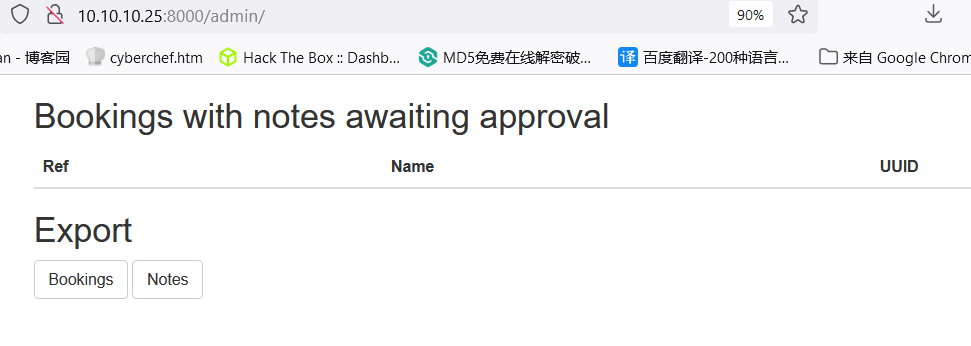 10.10.10.25:8000/admin/ 90%
an - 博客园 cyberchef.htm Hack The Box :: Dashb... MD5免费在线解密破... 译 百度翻译-200种语言... 来自 Google Chrom
Bookings with notes awaiting approval
Ref Name UUID
Export
Bookings Notes